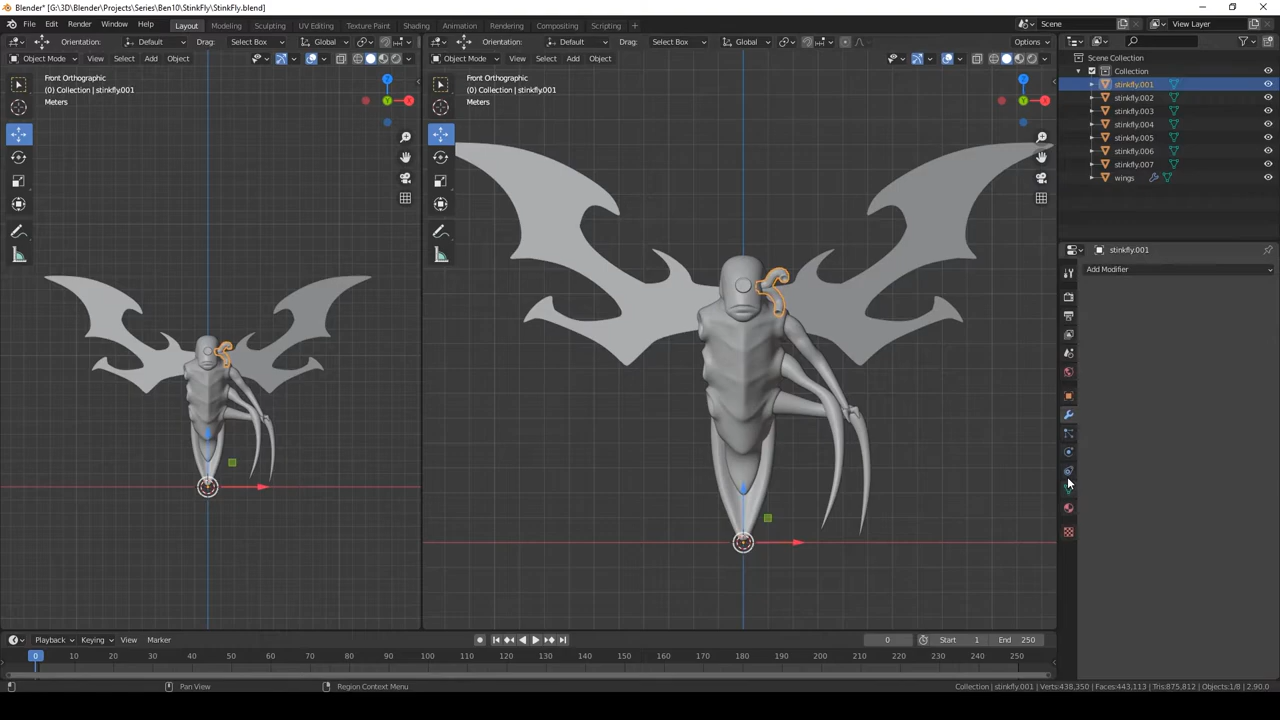 Blender* [G:\3D\Blender\Projects\Series\Ben10\StinkFly\StinkFly.blend]
File Edit Render Window Help Layout Modeling Sculpting UV Editing Texture Paint Shading Animation Rendering Compositing Scripting Scene View Layer
Orientation: Default Drag: Select Box Global
Orientation: Default Drag: Select Box Global Options
Object Mode View Select Add Object
Object Mode View Select Add Object
Front Orthographic
(0) Collection | stinkfly.001
Meters
Z
Y
X
Front Orthographic
(0) Collection | stinkfly.001
Meters
Z
Y
X
Scene Collection
Collection
stinkfly.001
stinkfly.002
stinkfly.003
stinkfly.004
stinkfly.005
stinkfly.006
stinkfly.007
wings
stinkfly.001
Add Modifier
Playback Keying View Marker 0 Start 1 End 250
0 10 20 30 40 50 60 70 80 90 100 110 120 130 140 150 160 170 180 190 200 210 220 230 240 250
Pan View Region Context Menu Collection | stinkfly.001 | Verts:438,350 | Faces:443,113 | Tris:875,812 | Objects:1/8 | 2.90.0